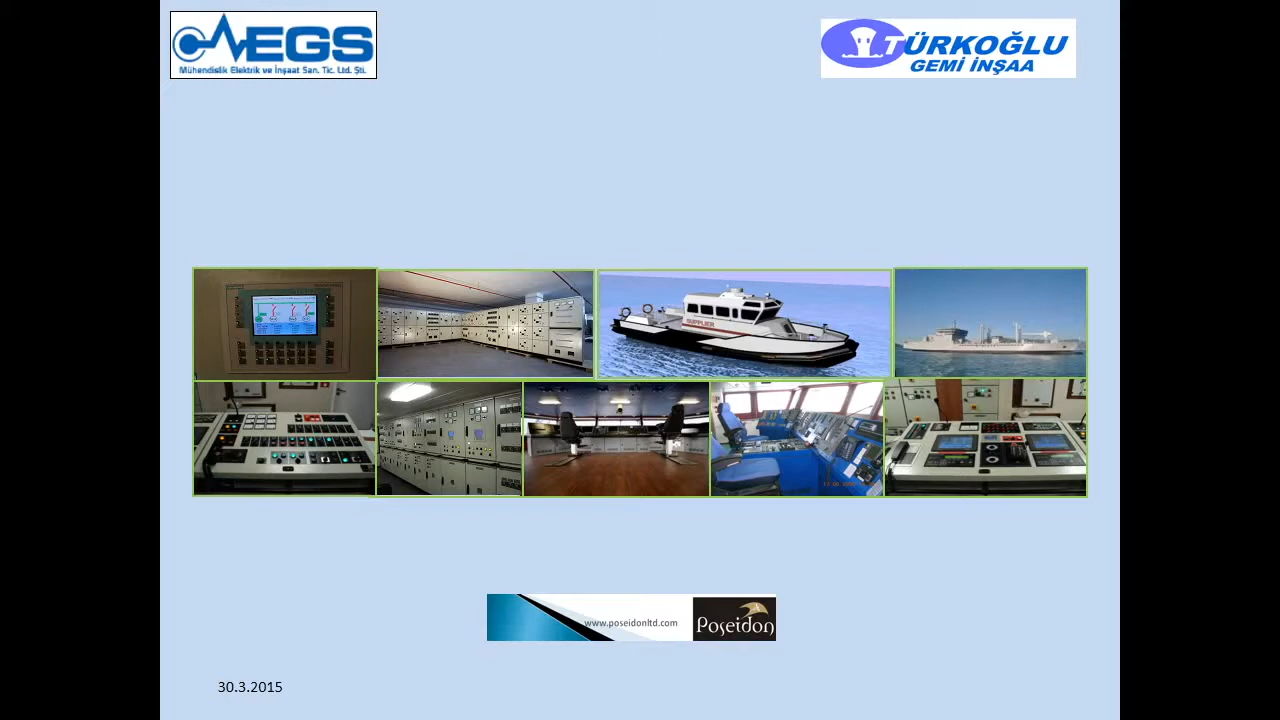 EGS
Mühendislik Elektrik ve İnşaat San. Tic. Ltd. Şti.
TÜRKOĞLU
GEMİ İNŞAA
SUPPLIER
www.poseidonltd.com
Poseidon
30.3.2015